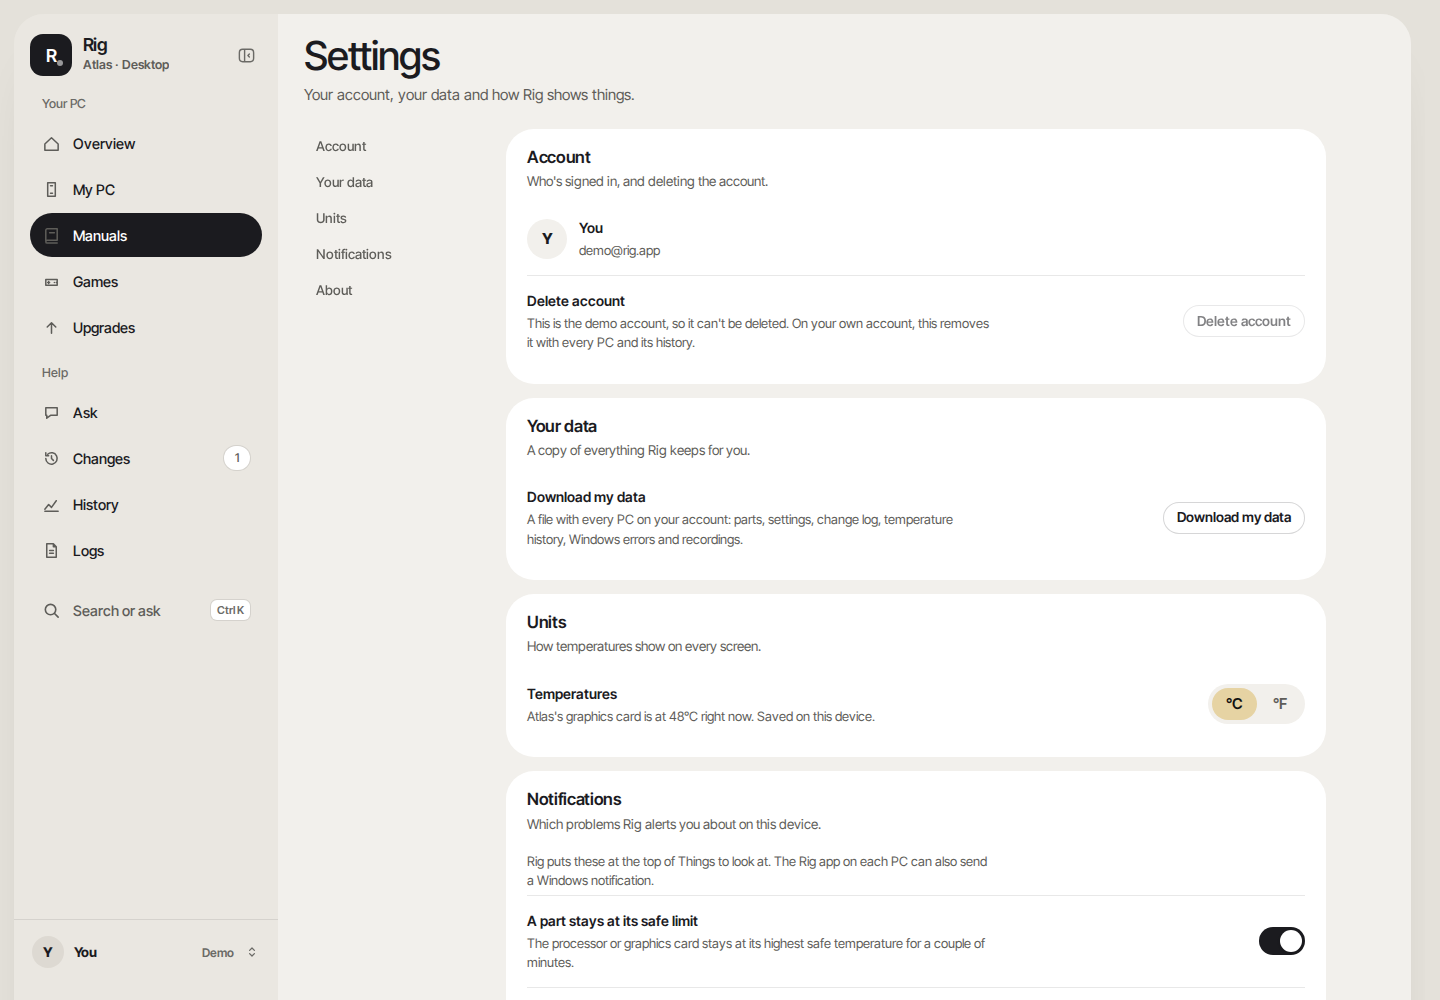 R
Rig
Atlas · Desktop
Your PC
Overview
My PC
Manuals
Games
Upgrades
Help
Ask
Changes 1
History
Logs
Search or ask Ctrl K
Y You Demo
Settings
Your account, your data and how Rig shows things.
Account
Your data
Units
Notifications
About
Account
Who's signed in, and deleting the account.
Y
You
demo@rig.app
Delete account
This is the demo account, so it can't be deleted. On your own account, this removes
it with every PC and its history.
Delete account
Your data
A copy of everything Rig keeps for you.
Download my data
A file with every PC on your account: parts, settings, change log, temperature
history, Windows errors and recordings.
Download my data
Units
How temperatures show on every screen.
Temperatures
Atlas's graphics card is at 48°C right now. Saved on this device.
°C °F
Notifications
Which problems Rig alerts you about on this device.
Rig puts these at the top of Things to look at. The Rig app on each PC can also send
a Windows notification.
A part stays at its safe limit
The processor or graphics card stays at its highest safe temperature for a couple of
minutes.